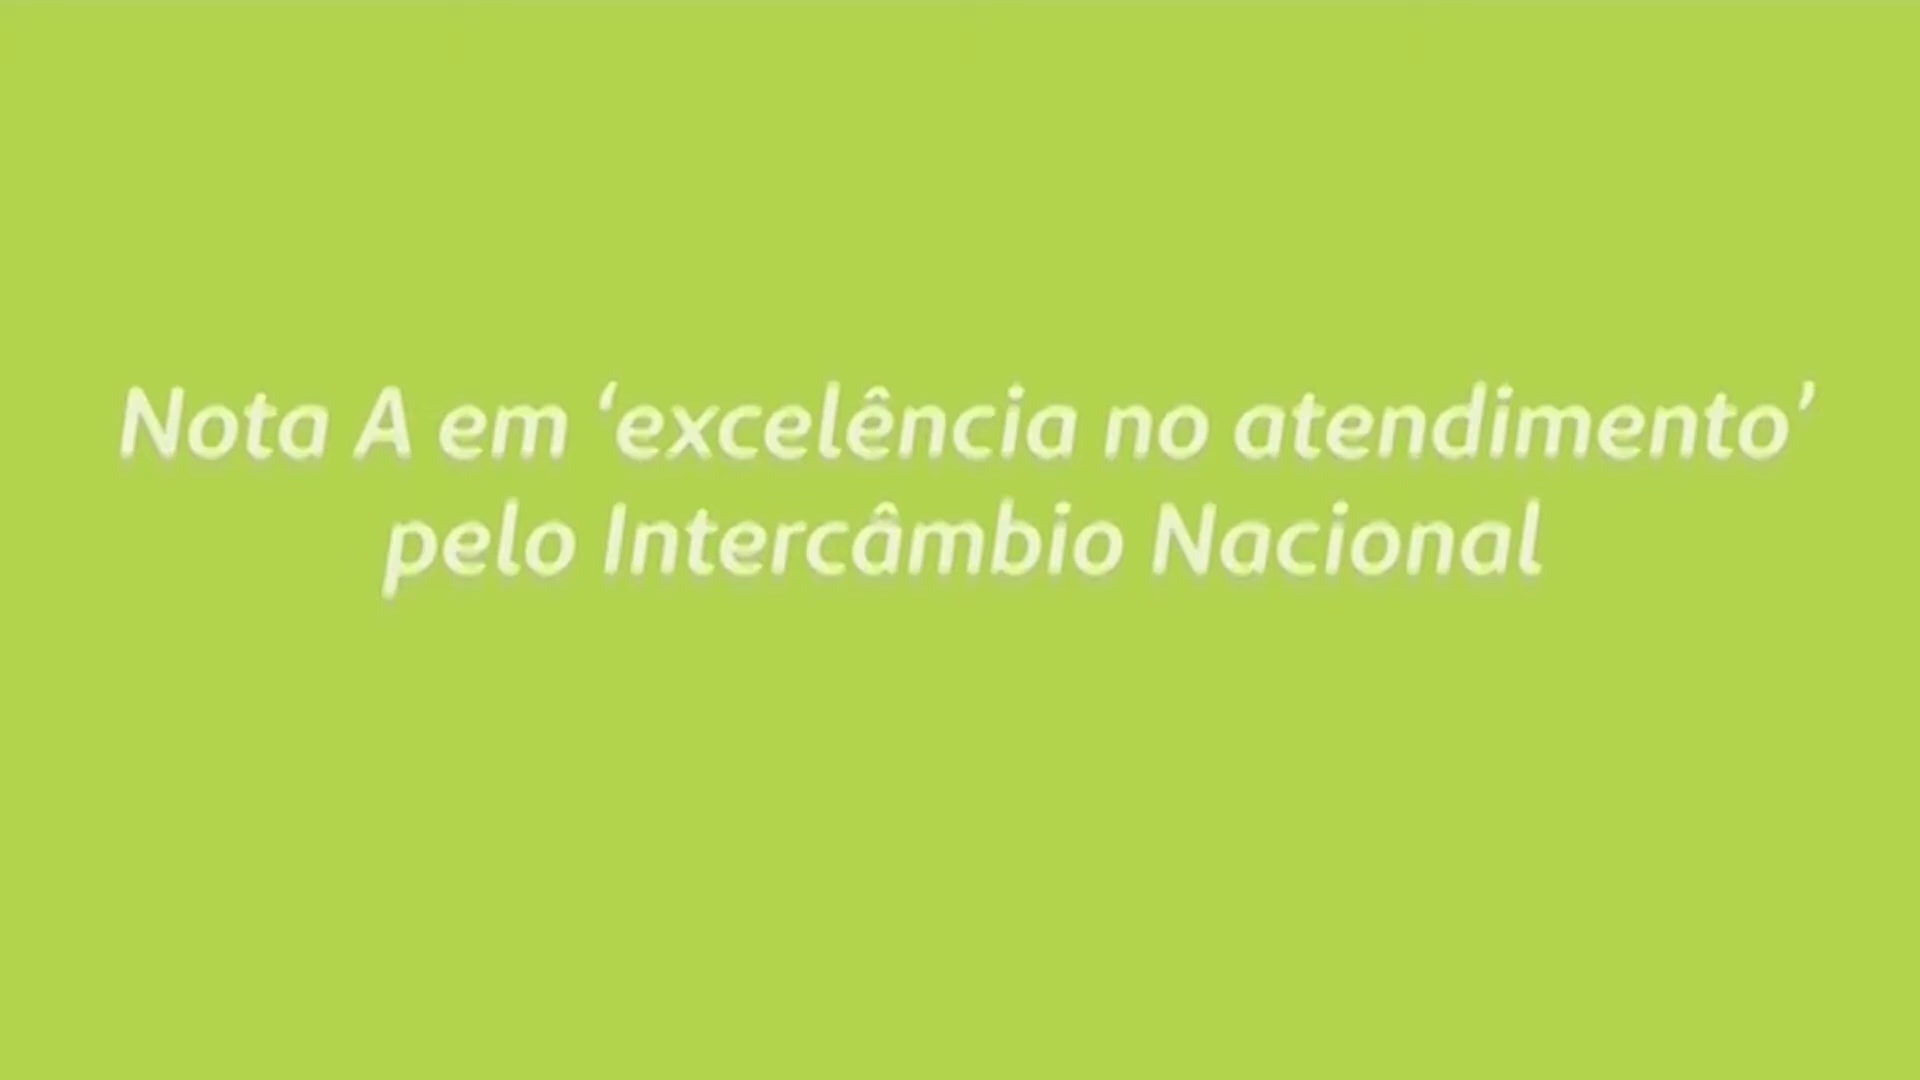 Nota A em ‘excelência no atendimento’
pelo Intercâmbio Nacional